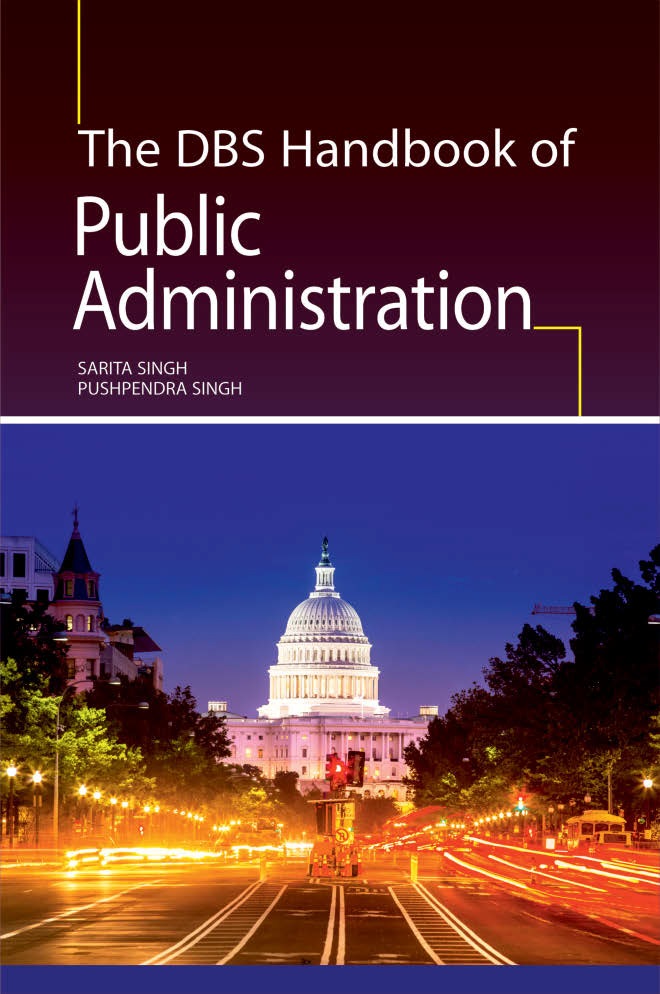 The DBS Handbook of
Public
Administration
SARITA SINGH
PUSHPENDRA SINGH